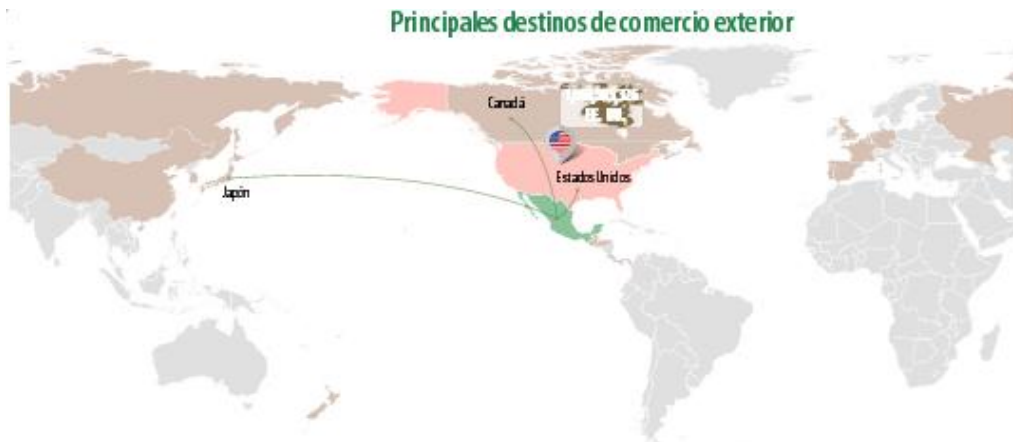 Principales destinos de comercio exterior
Canadá
Estados Unidos
Japón